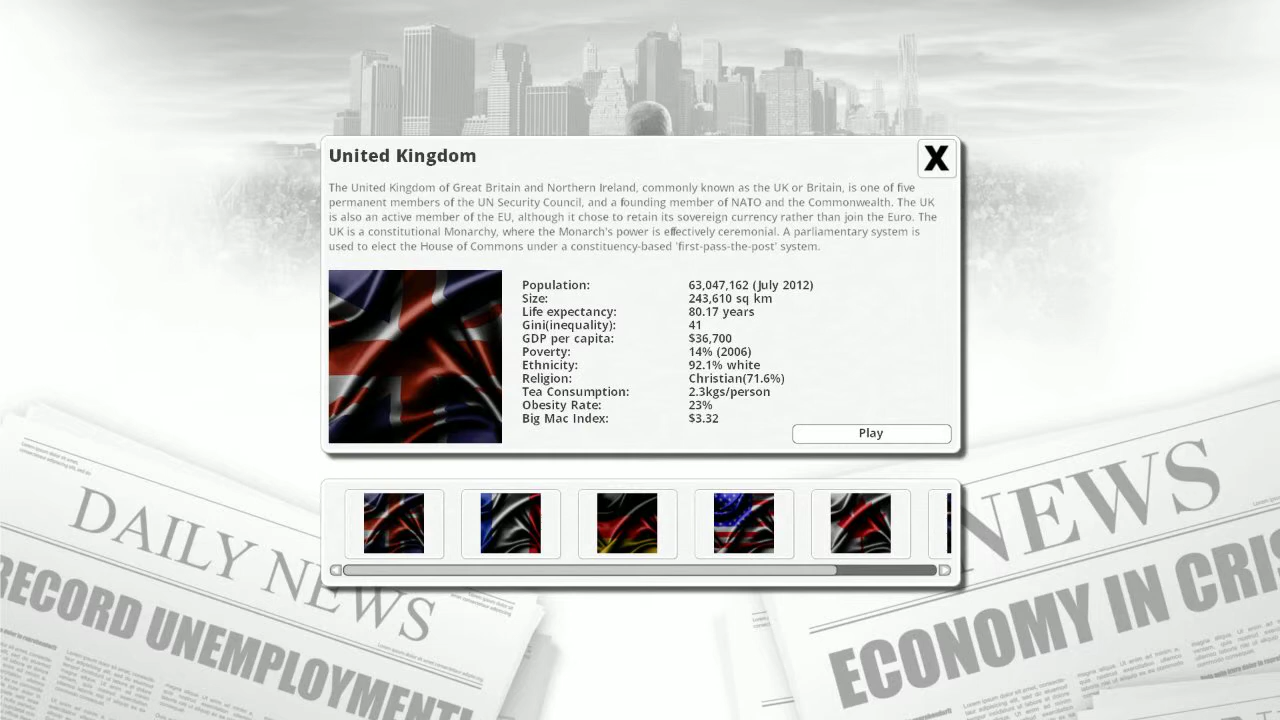 United Kingdom
X
The United Kingdom of Great Britain and Northern Ireland, commonly known as the UK or Britain, is one of five
permanent members of the UN Security Council, and a founding member of NATO and the Commonwealth. The UK
is also an active member of the EU, although it chose to retain its sovereign currency rather than join the Euro. The
UK is a constitutional Monarchy, where the Monarch's power is effectively ceremonial. A parliamentary system is
used to elect the House of Commons under a constituency-based 'first-pass-the-post' system.
Population: 63,047,162 (July 2012)
Size: 243,610 sq km
Life expectancy: 80.17 years
Gini(inequality): 41
GDP per capita: $36,700
Poverty: 14% (2006)
Ethnicity: 92.1% white
Religion: Christian(71.6%)
Tea Consumption: 2.3kgs/person
Obesity Rate: 23%
Big Mac Index: $3.32
Play
DAILY NEWS
RECORD UNEMPLOYMENT!
NEWS
ECONOMY IN CRIS